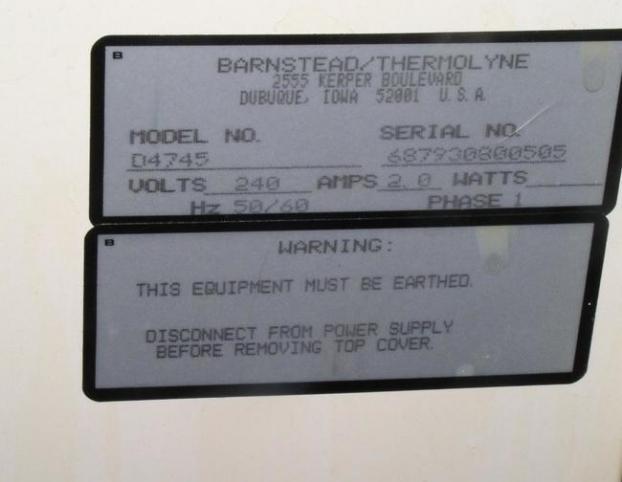 BARNSTEAD/THERMOLYNE
2555 KERPER BOULEVARD
DUBUQUE, IOWA 52001 U.S.A.
MODEL NO. SERIAL NO.
D4745 687930800505
VOLTS 240 AMPS 2.0 WATTS
Hz 50/60 PHASE 1
WARNING:
THIS EQUIPMENT MUST BE EARTHED.
DISCONNECT FROM POWER SUPPLY
BEFORE REMOVING TOP COVER.